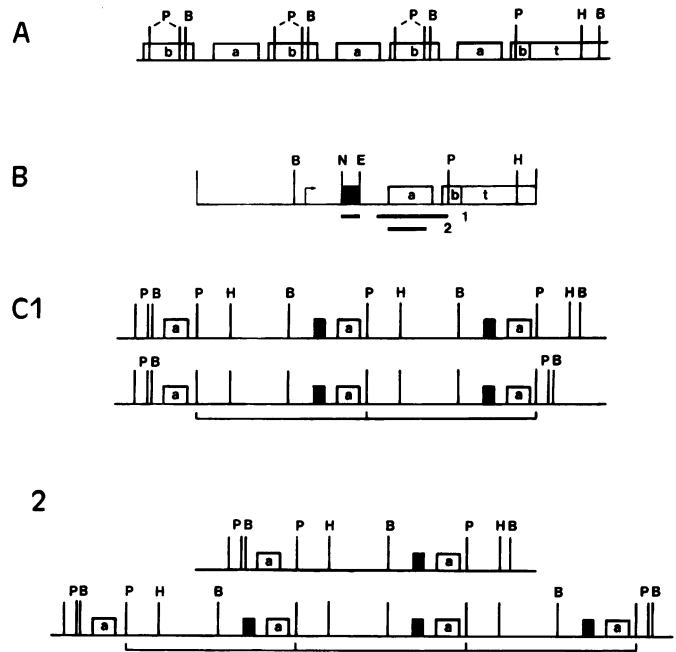 A
P B P B P B P H B
b a b a b a b t
B
B N E P H
a b t
1
2
C1
P B P H B P H B P H B
a a a
P B P B
a a a
2
P B P H B P H B
a a
P B P H B B P B
a a a a